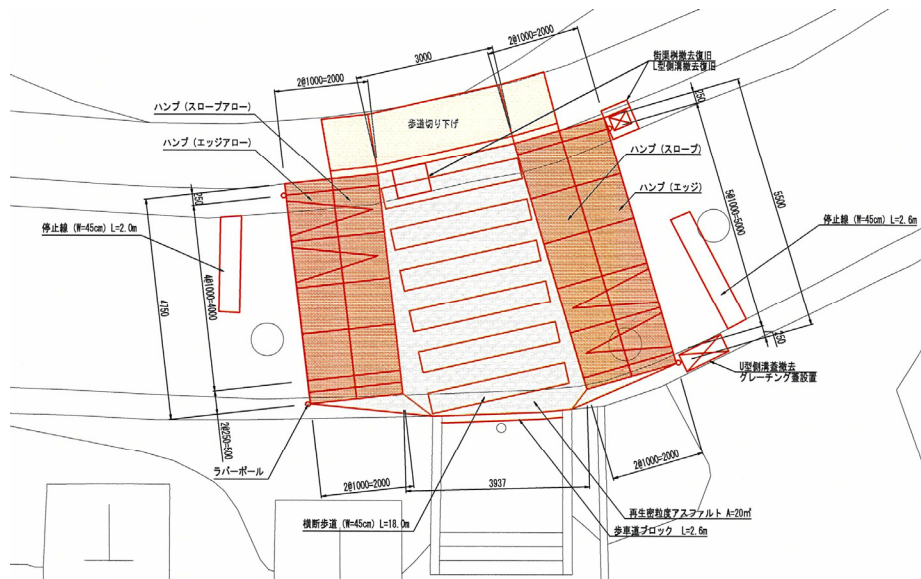 2@1000=2000
3000
2@1000=2000
街渠桝撤去復旧
L型側溝撤去復旧
ハンプ (スロープアロー)
歩道切り下げ
250
ハンプ (エッジアロー)
ハンプ (スロープ)
ハンプ (エッジ)
5@1000=5000
5500
250
停止線 (W=45cm) L=2.0m
停止線 (W=45cm) L=2.6m
4750
4@1000=4000
250
U型側溝蓋撤去
グレーチング蓋設置
ラバーポール
2@1000=2000
3937
2@1000=2000
再生密粒度アスファルト A=20㎡
横断歩道 (W=45cm) L=18.0m
歩車道ブロック L=2.6m